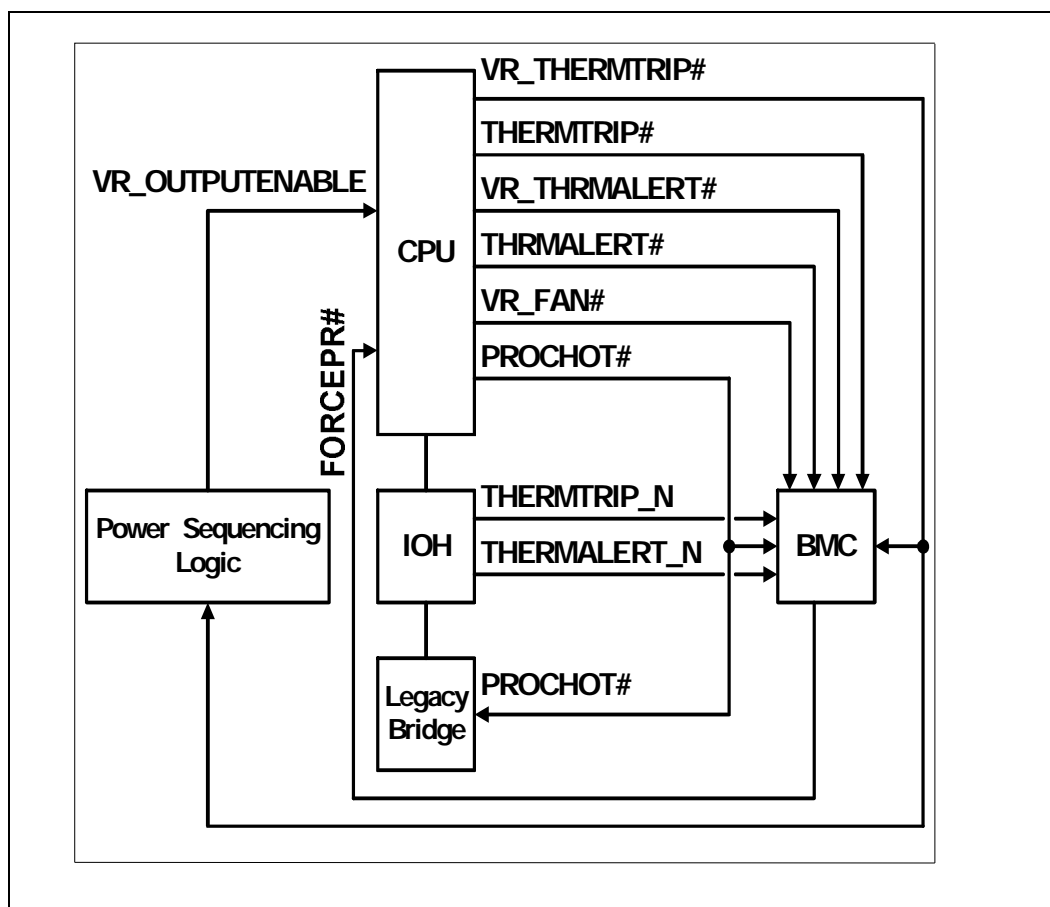 VR_THERMTRIP#
THERMTRIP#
VR_OUTPUTENABLE
VR_THRMALERT#
CPU
THRMALERT#
VR_FAN#
FORCEPR#
PROCHOT#
THERMTRIP_N
Power Sequencing
Logic
IOH
BMC
THERMALERT_N
Legacy
Bridge
PROCHOT#